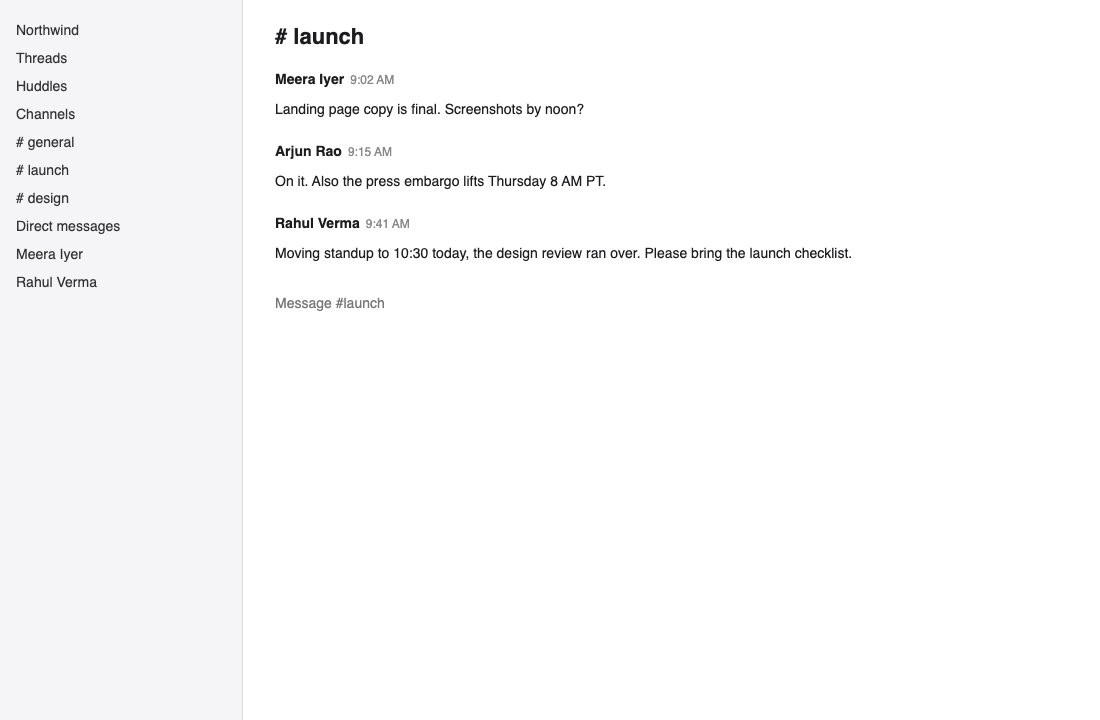 Northwind
Threads
Huddles
Channels
# general
# launch
# design
Direct messages
Meera Iyer
Rahul Verma
# launch
Meera Iyer 9:02 AM
Landing page copy is final. Screenshots by noon?
Arjun Rao 9:15 AM
On it. Also the press embargo lifts Thursday 8 AM PT.
Rahul Verma 9:41 AM
Moving standup to 10:30 today, the design review ran over. Please bring the launch checklist.
Message #launch